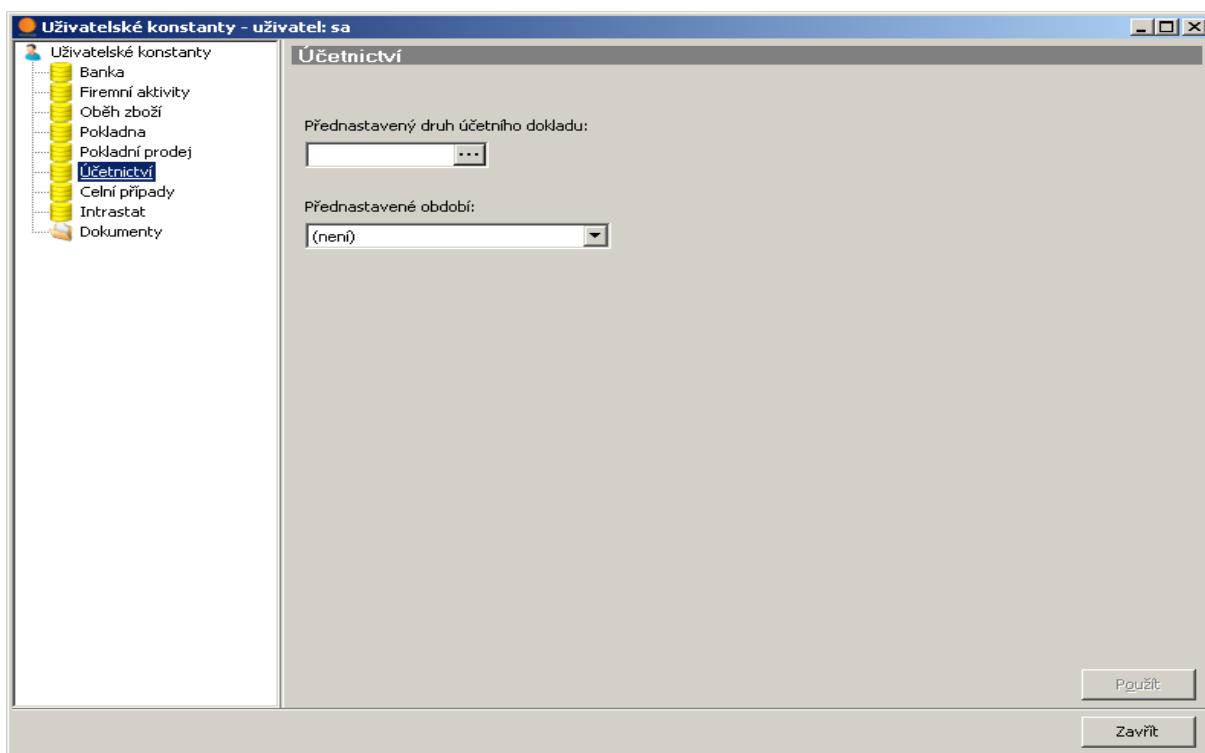 Uživatelské konstanty - uživatel: sa
Uživatelské konstanty
Banka
Firemní aktivity
Oběh zboží
Pokladna
Pokladní prodej
Účetnictví
Celní případy
Intrastat
Dokumenty
Účetnictví
Přednastavený druh účetního dokladu:
...
Přednastavené období:
(není)
Použít
Zavřít